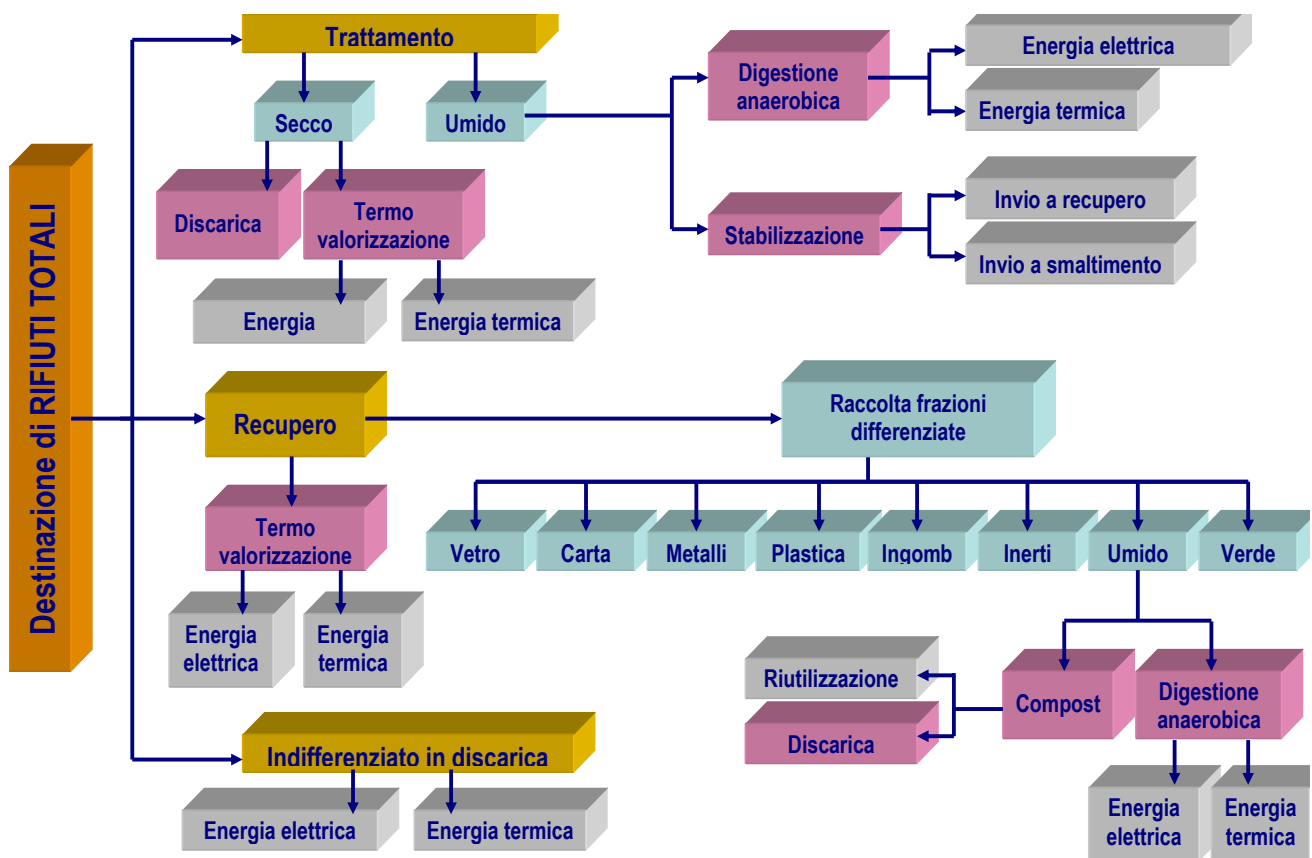 Destinazione di RIFIUTI TOTALI
Trattamento
Secco
Umido
Discarica
Termo
valorizzazione
Energia
Energia termica
Digestione
anaerobica
Energia elettrica
Energia termica
Stabilizzazione
Invio a recupero
Invio a smaltimento
Recupero
Termo
valorizzazione
Energia
elettrica
Energia
termica
Raccolta frazioni
differenziate
Vetro
Carta
Metalli
Plastica
Ingomb
Inerti
Umido
Verde
Compost
Riutilizzazione
Discarica
Digestione
anaerobica
Energia
elettrica
Energia
termica
Indifferenziato in discarica
Energia elettrica
Energia termica